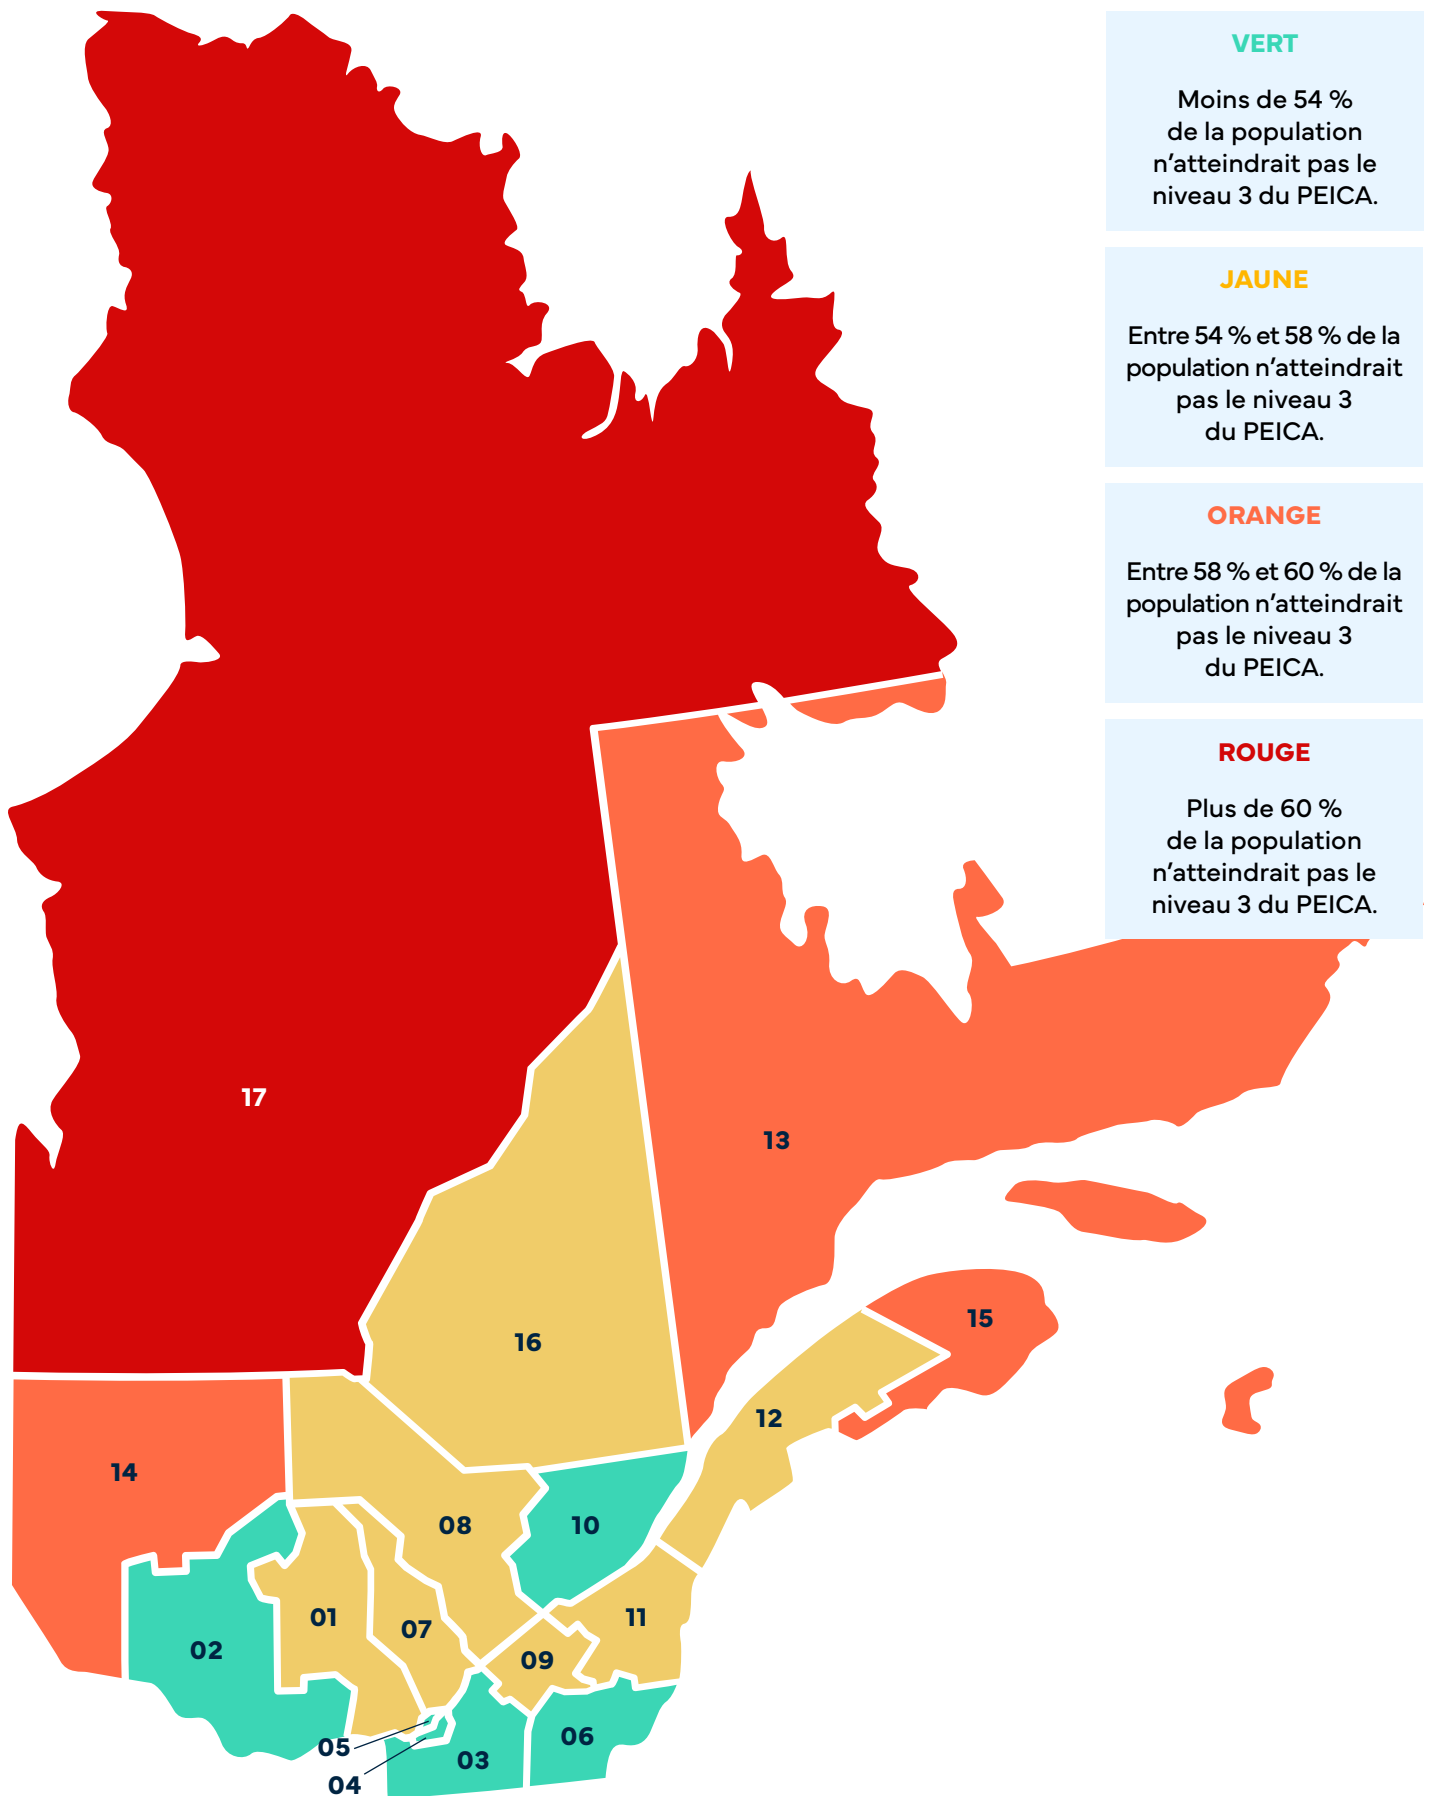 VERT
Moins de 54 %
de la population
n’atteindrait pas le
niveau 3 du PEICA.
JAUNE
Entre 54 % et 58 % de la
population n’atteindrait
pas le niveau 3
du PEICA.
ORANGE
Entre 58 % et 60 % de la
population n’atteindrait
pas le niveau 3
du PEICA.
ROUGE
Plus de 60 %
de la population
n’atteindrait pas le
niveau 3 du PEICA.
17
13
15
16
12
14
10
08
01
11
07
02
09
06
05
03
04